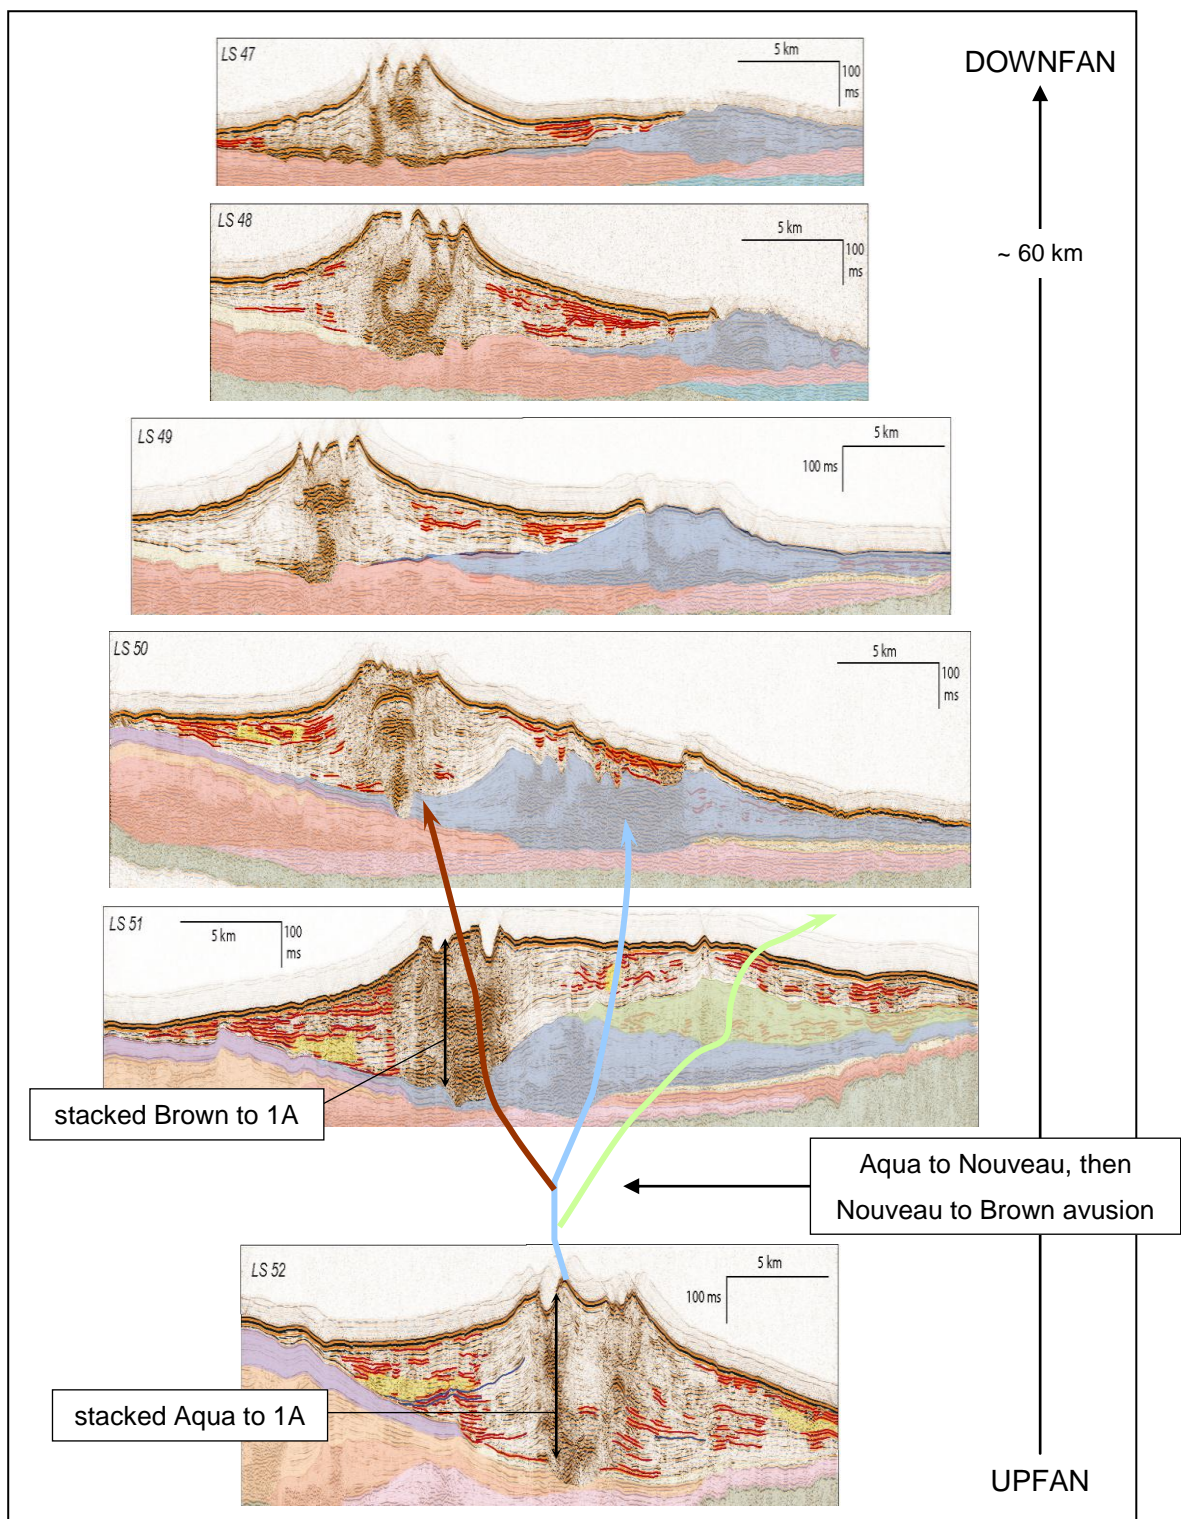 LS 47
5 km
100
ms
DOWNFAN
LS 48
5 km
100
ms
~ 60 km
LS 49
5 km
100 ms
LS 50
5 km
100
ms
LS 51
5 km
100
ms
stacked Brown to 1A
Aqua to Nouveau, then
Nouveau to Brown avusion
LS 52
5 km
100 ms
stacked Aqua to 1A
UPFAN